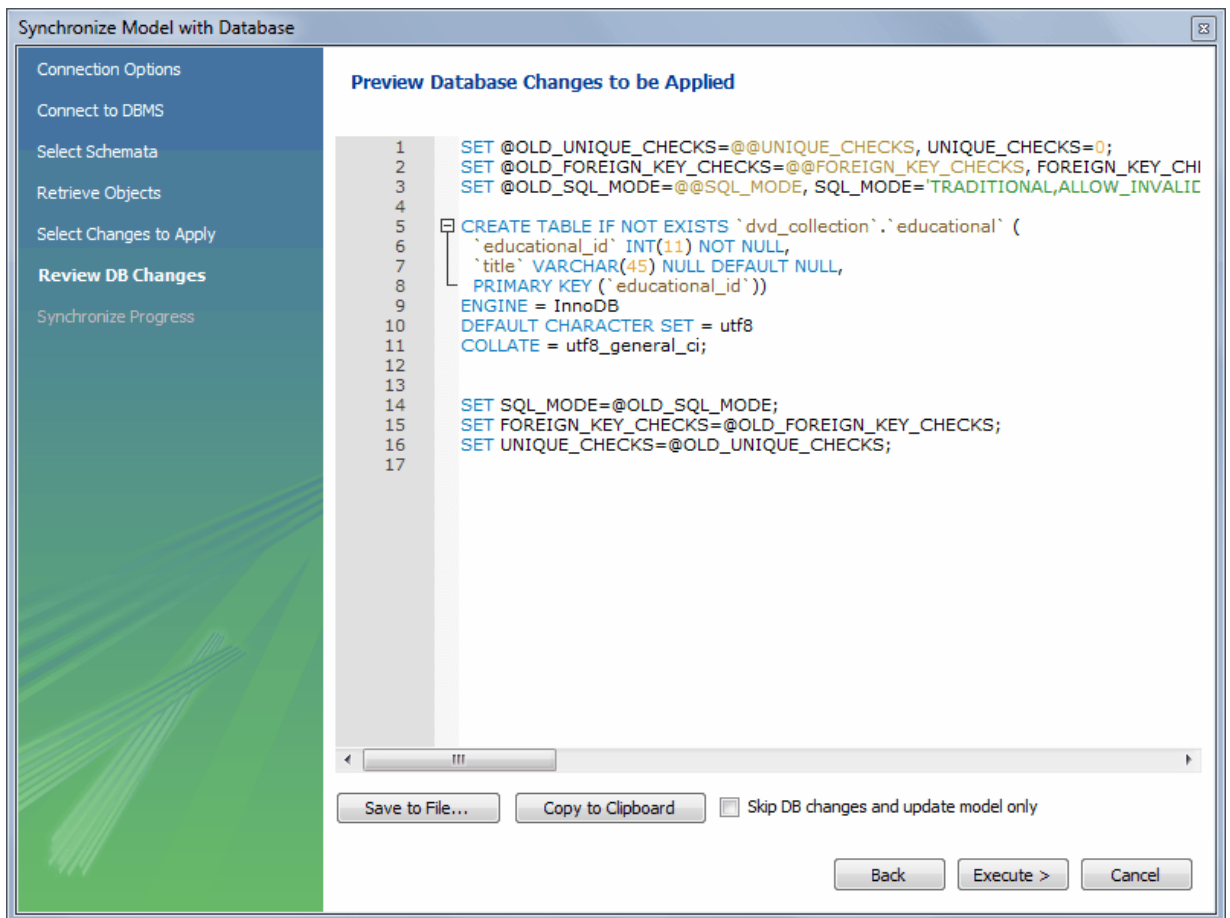 Synchronize Model with Database
Connection Options
Connect to DBMS
Select Schemata
Retrieve Objects
Select Changes to Apply
Review DB Changes
Synchronize Progress
Preview Database Changes to be Applied
1 SET @OLD_UNIQUE_CHECKS=@@UNIQUE_CHECKS, UNIQUE_CHECKS=0;
2 SET @OLD_FOREIGN_KEY_CHECKS=@@FOREIGN_KEY_CHECKS, FOREIGN_KEY_CHI
3 SET @OLD_SQL_MODE=@@SQL_MODE, SQL_MODE='TRADITIONAL,ALLOW_INVALID
4
5 CREATE TABLE IF NOT EXISTS `dvd_collection`.`educational` (
6 `educational_id` INT(11) NOT NULL,
7 `title` VARCHAR(45) NULL DEFAULT NULL,
8 PRIMARY KEY (`educational_id`))
9 ENGINE = InnoDB
10 DEFAULT CHARACTER SET = utf8
11 COLLATE = utf8_general_ci;
12
13
14 SET SQL_MODE=@OLD_SQL_MODE;
15 SET FOREIGN_KEY_CHECKS=@OLD_FOREIGN_KEY_CHECKS;
16 SET UNIQUE_CHECKS=@OLD_UNIQUE_CHECKS;
17
Save to File... Copy to Clipboard Skip DB changes and update model only
Back Execute > Cancel